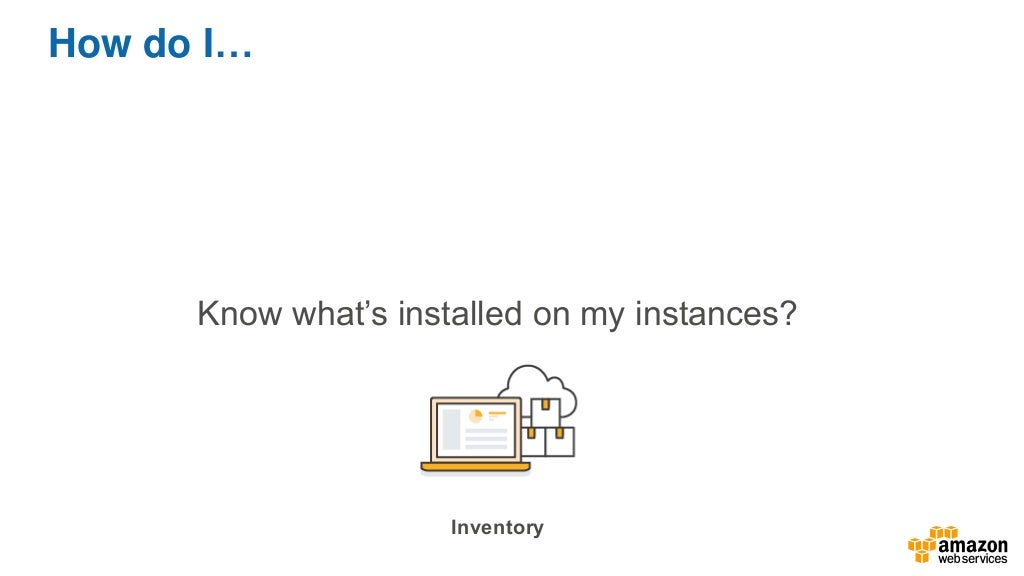 How do I…
Know what’s installed on my instances?
Inventory
amazon
webservices